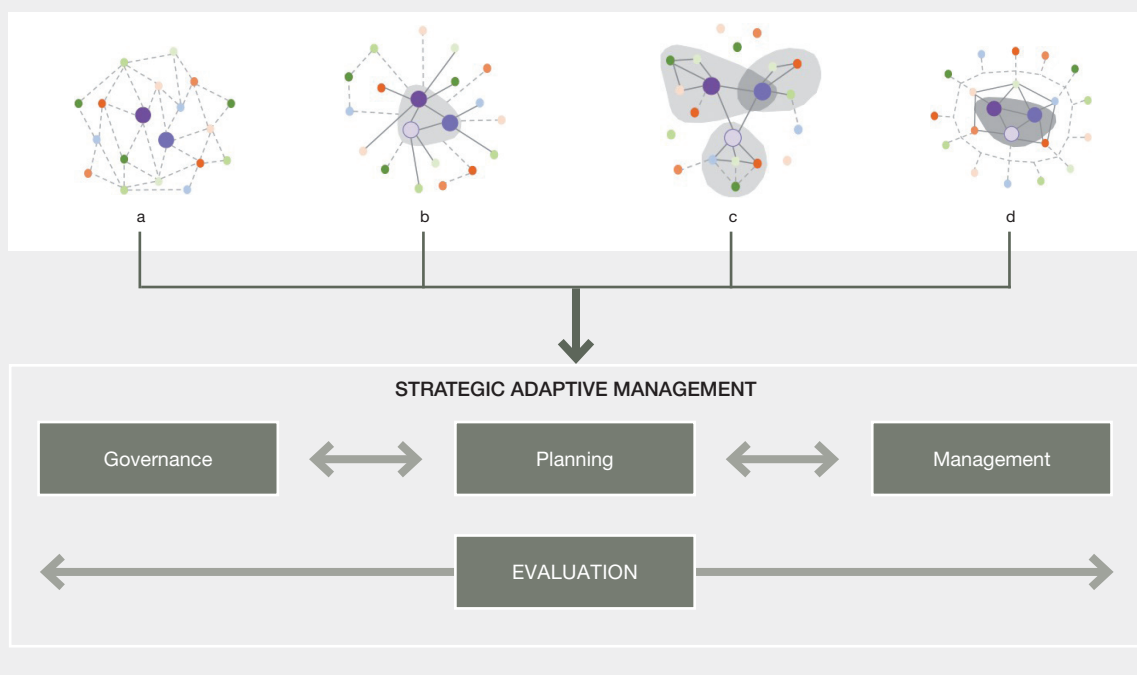 a
b
c
d
STRATEGIC ADAPTIVE MANAGEMENT
Governance
Planning
Management
EVALUATION